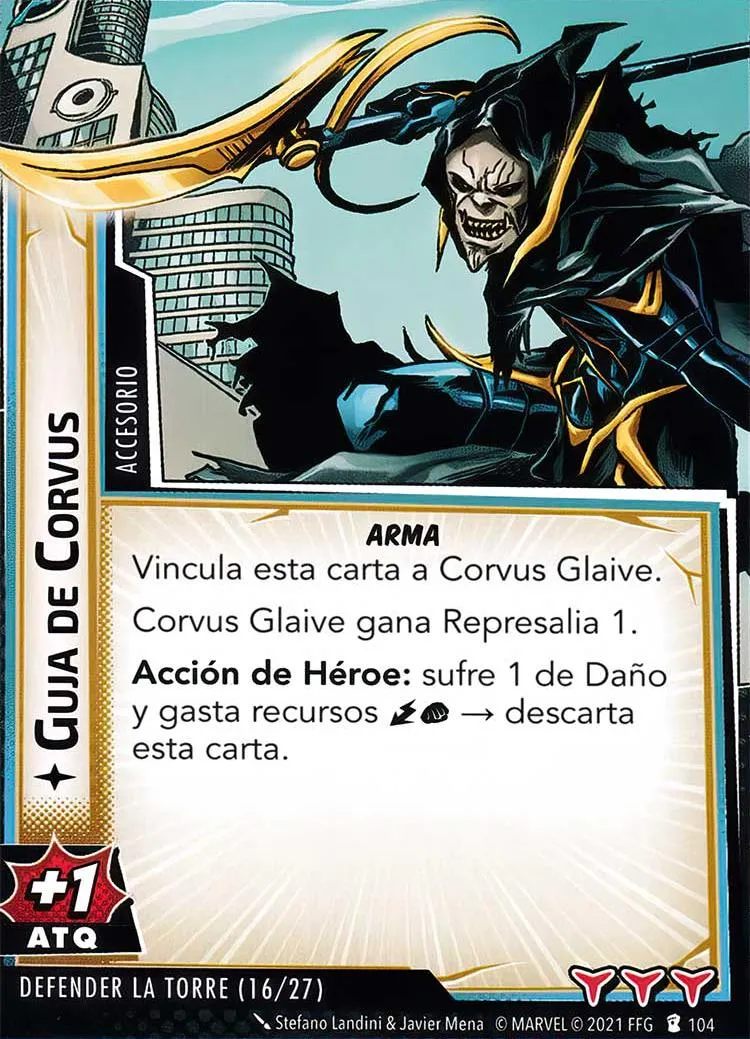 ACCESORIO
GUJA DE CORVUS
ARMA
Vincula esta carta a Corvus Glaive.
Corvus Glaive gana Represalia 1.
Acción de Héroe: sufre 1 de Daño
y gasta recursos → descarta
esta carta.
+1
ATQ
DEFENDER LA TORRE (16/27)
Stefano Landini & Javier Mena © MARVEL © 2021 FFG 104